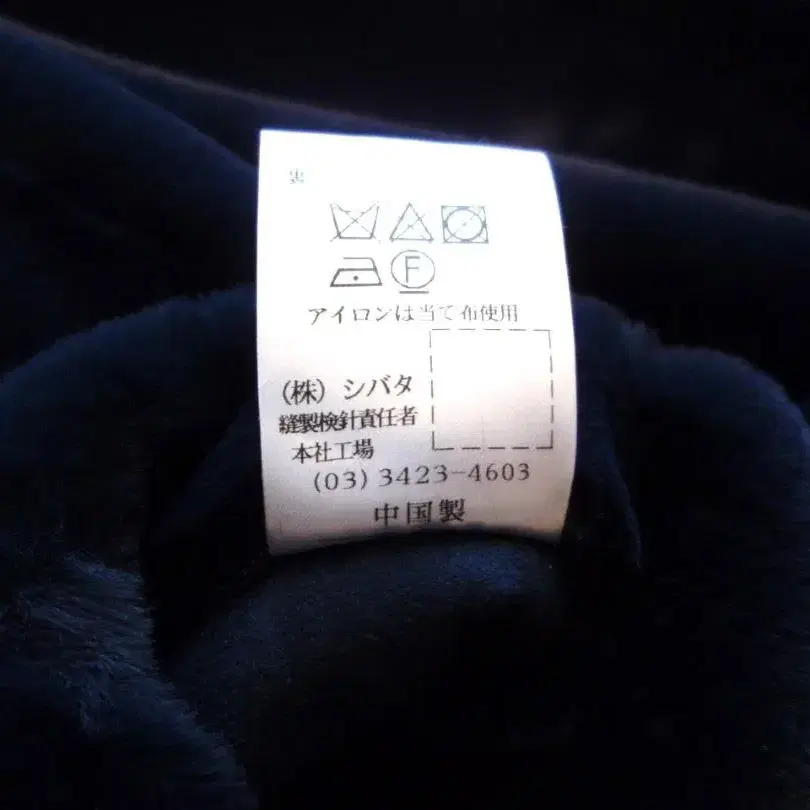 裏
F
アイロンは当て布使用
(株) シバタ
縫製検針責任者
本社工場
(03) 3423-4603
中国製